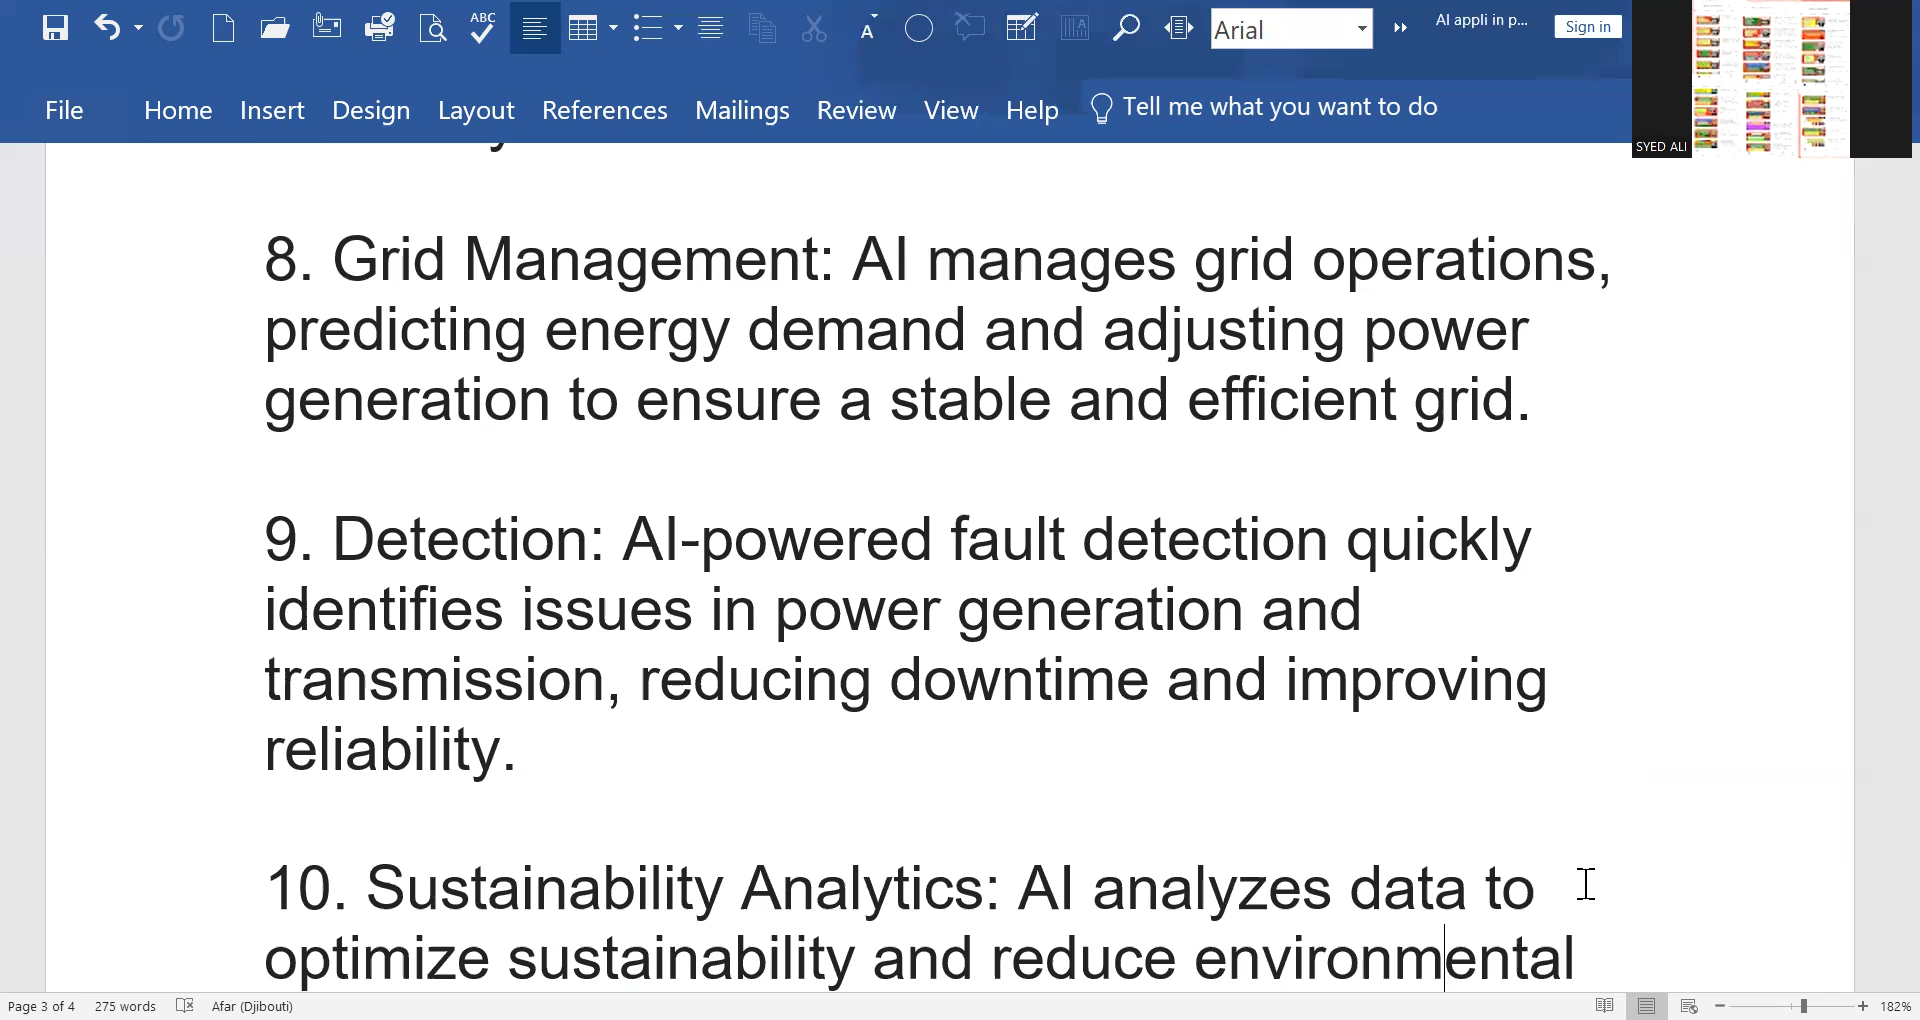 ABC
A
Arial
AI appli in p...
Sign in
File Home Insert Design Layout References Mailings Review View Help Tell me what you want to do
SYED ALI
8. Grid Management: AI manages grid operations,
predicting energy demand and adjusting power
generation to ensure a stable and efficient grid.
9. Detection: AI-powered fault detection quickly
identifies issues in power generation and
transmission, reducing downtime and improving
reliability.
10. Sustainability Analytics: AI analyzes data to
optimize sustainability and reduce environmental
Page 3 of 4 275 words Afar (Djibouti) 182%